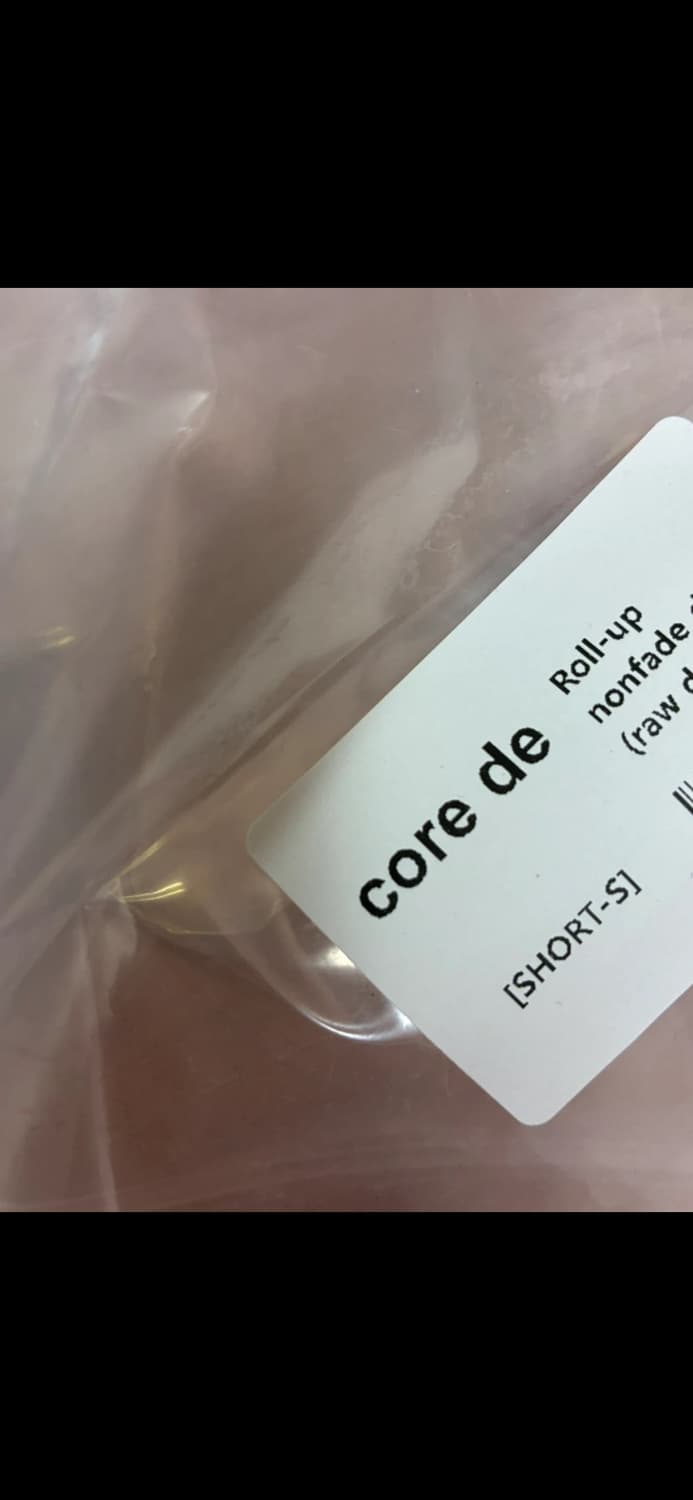 core de
Roll-up
nonfade
(raw
[SHORT-S]